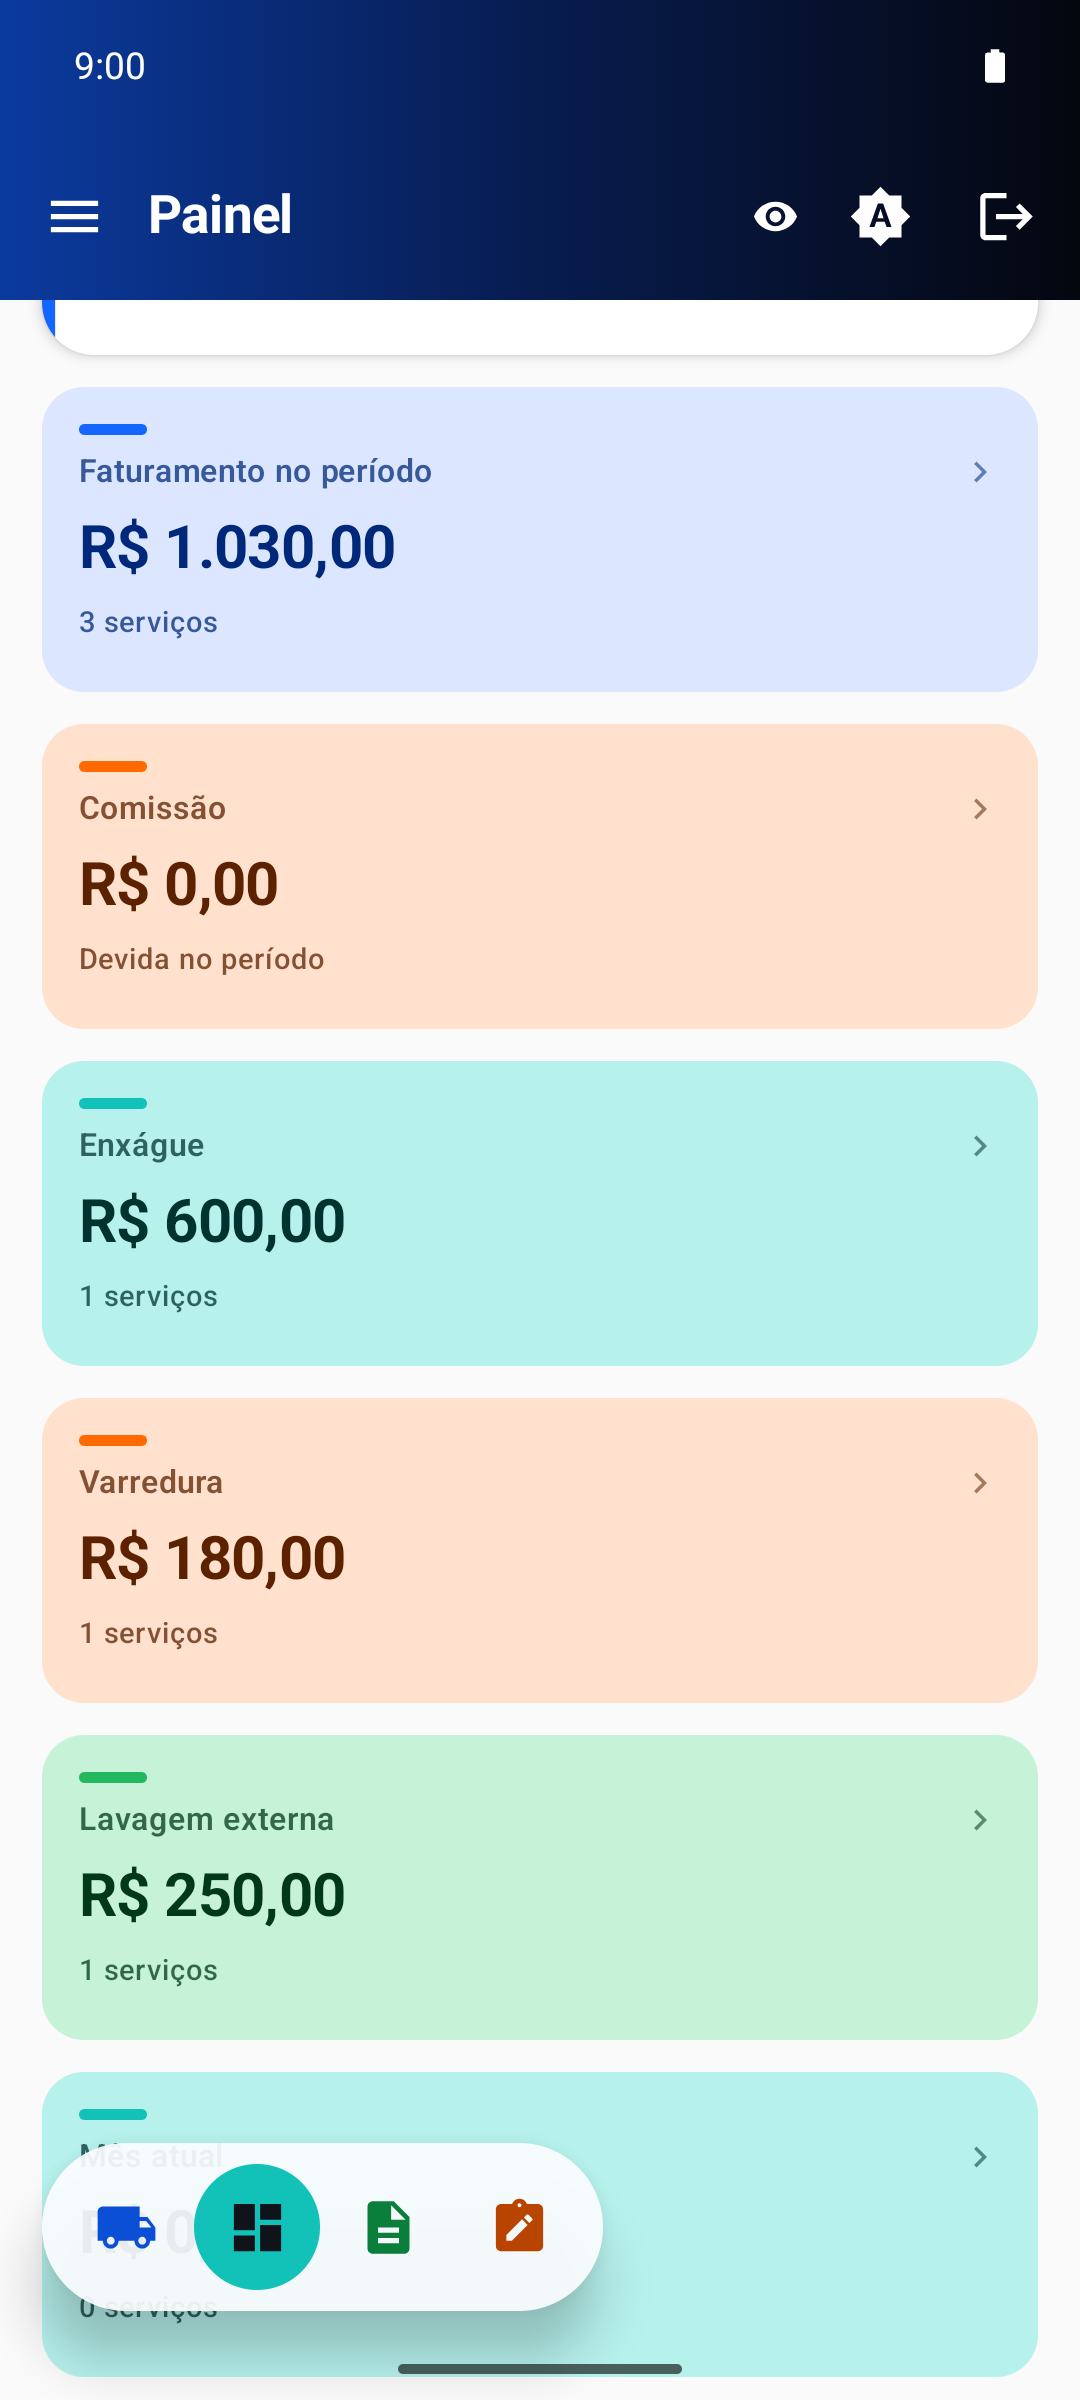 9:00
Painel
A
Faturamento no período
R$ 1.030,00
3 serviços
Comissão
R$ 0,00
Devida no período
Enxágue
R$ 600,00
1 serviços
Varredura
R$ 180,00
1 serviços
Lavagem externa
R$ 250,00
1 serviços
Mês atual
0 serviços